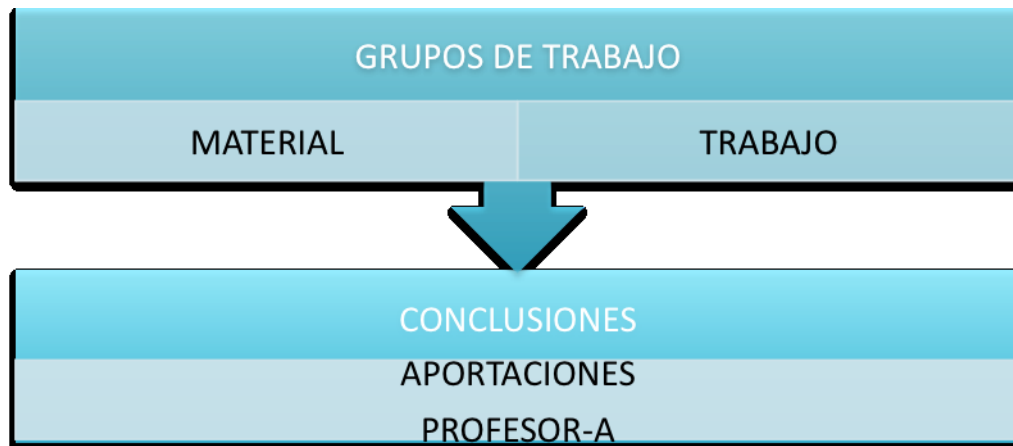 GRUPOS DE TRABAJO
MATERIAL
TRABAJO
CONCLUSIONES
APORTACIONES
PROFESOR-A